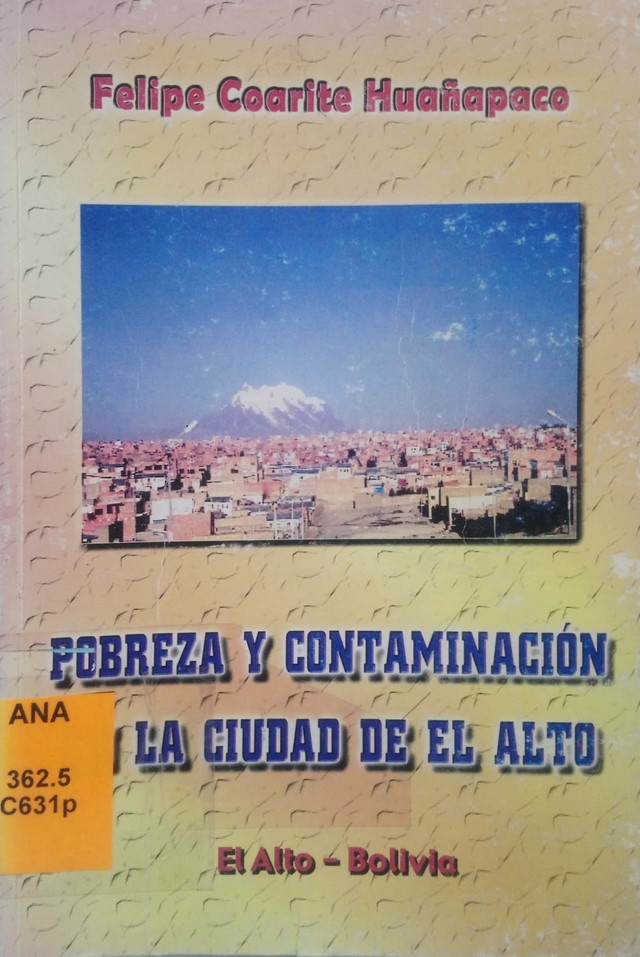 Felipe Coarite Huañapaco
POBREZA Y CONTAMINACIÓN
LA CIUDAD DE EL ALTO
ANA
362.5
C631p
El Alto - Bolivia